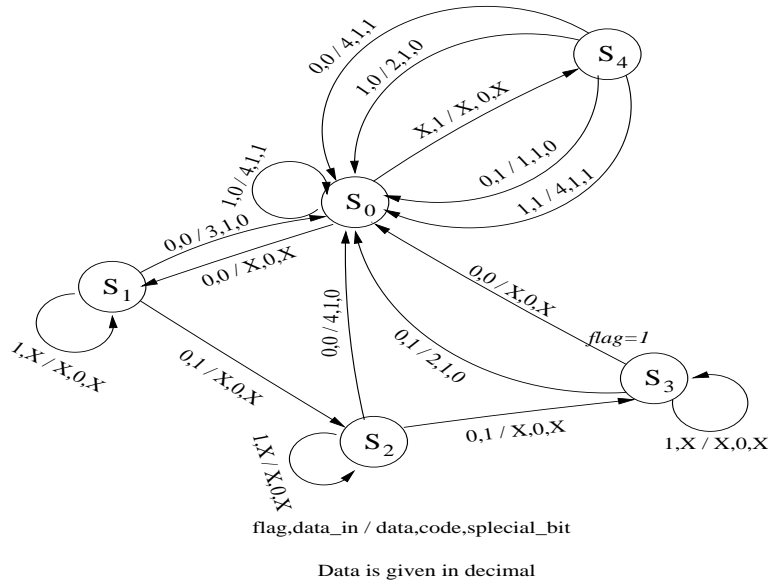 0,0 / 4,1,1
1,0 / 2,1,0
S4
X,1 / X, 0,X
1,0 / 4,1,1
0,1 / 1,1,0
1,1 / 4,1,1
S0
0,0 / 3,1,0
0,0 / X,0,X
S1
0,0 / X,0,X
flag=1
0,0 / 4,1,0
0,1 / 2,1,0
1,X / X,0,X
0,1 / X,0,X
S3
S2
0,1 / X,0,X
1,X / X,0,X
1,X / X,0,X
flag,data_in / data,code,splecial_bit
Data is given in decimal